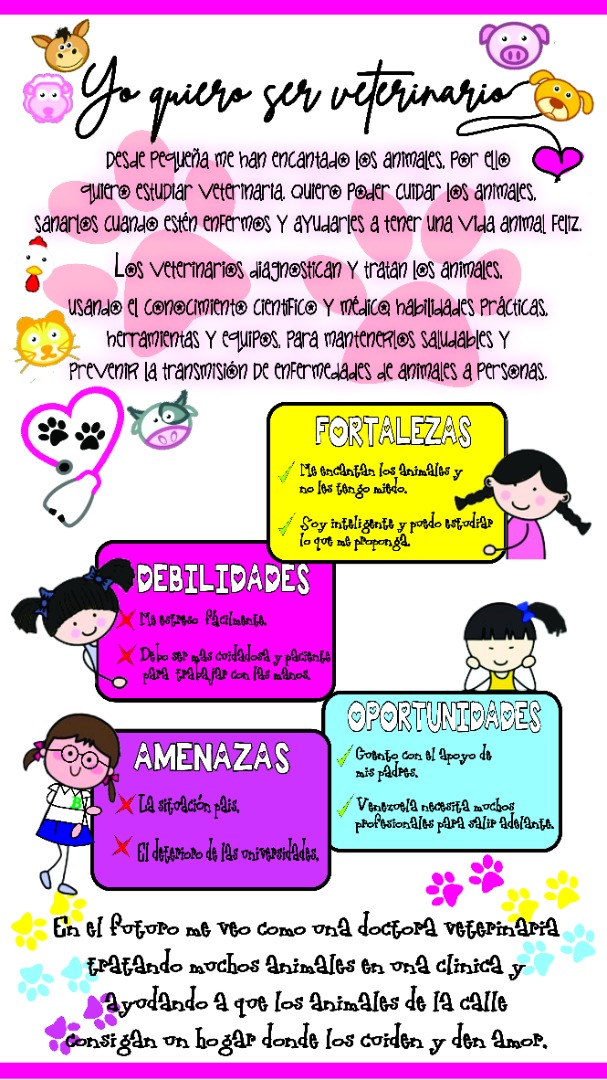 Yo quiero ser veterinario
Desde pequeña me han encantado los animales, por ello
quiero estudiar veterinaria. Quiero poder cuidar los animales,
sanarlos cuando estén enfermos y ayudarles a tener una vida animal feliz.
Los veterinarios diagnostican y tratan los animales,
usando el conocimiento científico y médico, habilidades prácticas,
herramientas y equipos, para mantenerlos saludables y
prevenir la transmisión de enfermedades de animales a personas.
FORTALEZAS
Me encantan los animales y
no les tengo miedo.
Soy inteligente y puedo estudiar
lo que me proponga.
DEBILIDADES
Me estreso fácilmente.
Debo ser más cuidadosa y paciente
para trabajar con las manos.
OPORTUNIDADES
Cuento con el apoyo de
mis padres.
Venezuela necesita muchos
profesionales para salir adelante.
AMENAZAS
La situación país.
El deterioro de las universidades.
En el futuro me veo como una doctora veterinaria
tratando muchos animales en una clínica y
ayudando a que los animales de la calle
consigan un hogar donde los cuiden y den amor.